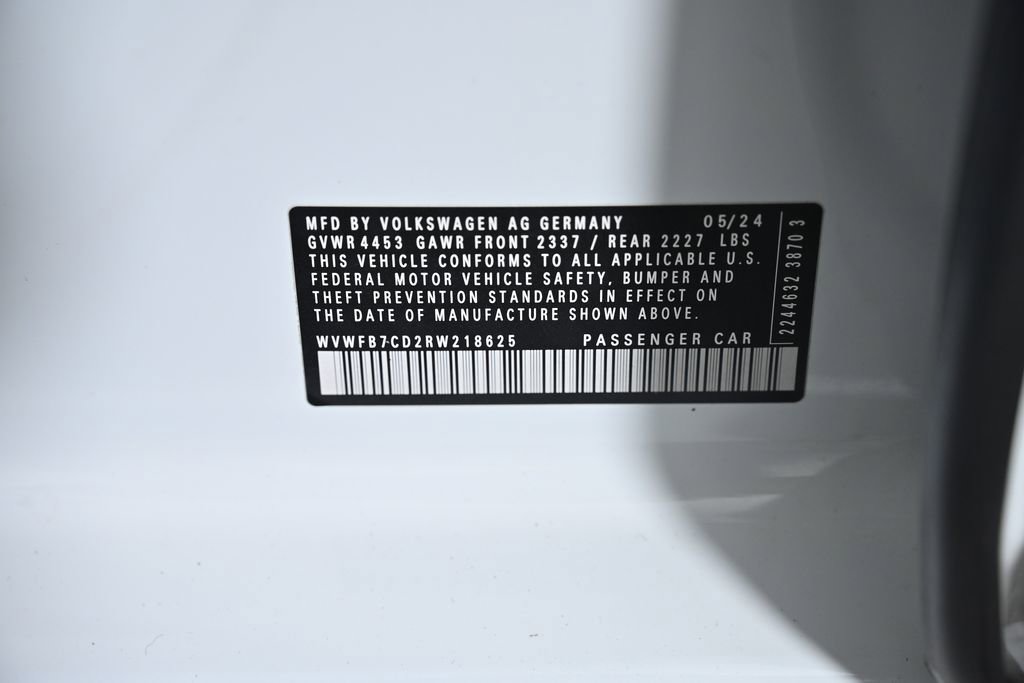 MFD BY VOLKSWAGEN AG GERMANY 05/24
GVWR 4453 GAWR FRONT 2337 / REAR 2227 LBS
THIS VEHICLE CONFORMS TO ALL APPLICABLE U.S.
FEDERAL MOTOR VEHICLE SAFETY, BUMPER AND
THEFT PREVENTION STANDARDS IN EFFECT ON
THE DATE OF MANUFACTURE SHOWN ABOVE.
WVWFB7CD2RW218625 PASSENGER CAR
2244632 3870 3